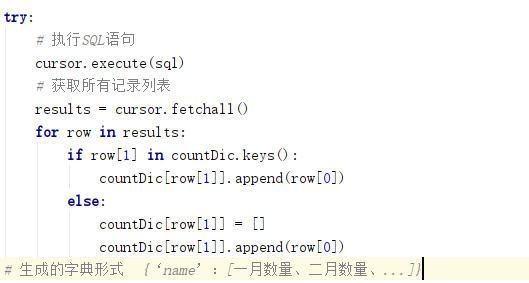 try:
# 执行SQL语句
cursor.execute(sql)
# 获取所有记录列表
results = cursor.fetchall()
for row in results:
if row[1] in countDic.keys():
countDic[row[1]].append(row[0])
else:
countDic[row[1]] = []
countDic[row[1]].append(row[0])
# 生成的字典形式 {‘name’：[一月数量、二月数量、...]}